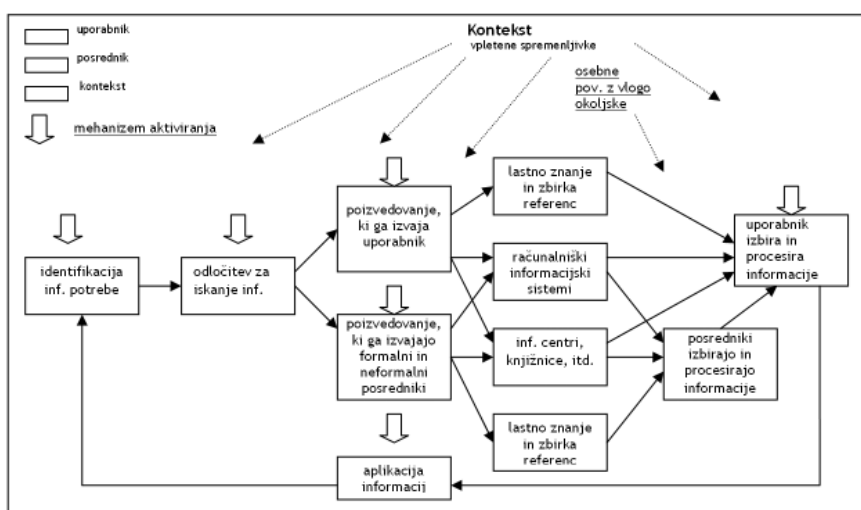 uporabnik
posrednik
kontekst
mehanizem aktiviranja
Kontekst
vpletene spremenljivke
osebne
pov. z vlogo
okoljske
identifikacija
inf. potrebe
odločitev za
iskanje inf.
poizvedovanje,
ki ga izvaja
uporabnik
poizvedovanje,
ki ga izvajajo
formalni in
neformalni
posredniki
lastno znanje
in zbirka
referenc
računalniški
informacijski
sistemi
inf. centri,
knjižnice, itd.
lastno znanje
in zbirka
referenc
uporabnik
izbira in
procesira
informacije
posredniki
izbirajo in
procesirajo
informacije
aplikacija
informacij